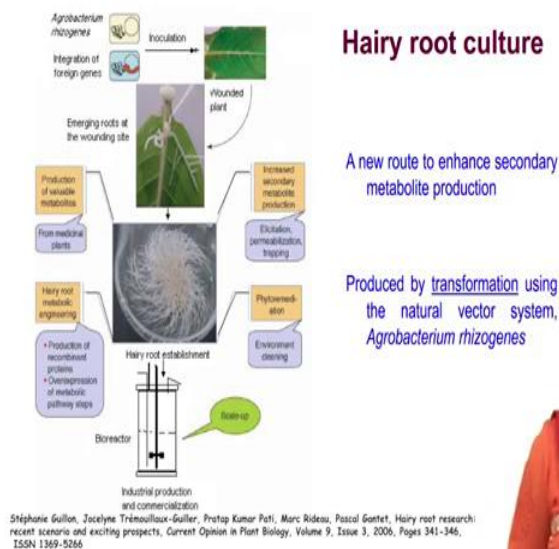 Hairy root culture
A new route to enhance secondary
metabolite production
Produced by transformation using
the natural vector system,
Agrobacterium rhizogenes
Agrobacterium
rhizogenes
Integration of
foreign genes
Inoculation
Wounded
plant
Emerging roots at
the wounding site
Production
of valuable
metabolites
From medicinal
plants
Increased
secondary
metabolite
production
Elicitation,
permeabilization,
trapping
Hairy root
metabolic
engineering
• Production of
recombinant
proteins
• Overexpression
of metabolic
pathway steps
Phytoremedi-
ation
Environment
cleaning
Hairy root establishment
Bioreactor
Scale-up
Industrial production
and commercialization
Stéphanie Guillon, Jocelyne Trémouillaux-Guiller, Pratap Kumar Pati, Marc Rideau, Pascal Gantet, Hairy root research:
recent scenario and exciting prospects, Current Opinion in Plant Biology, Volume 9, Issue 3, 2006, Pages 341-346,
ISSN 1369-5266